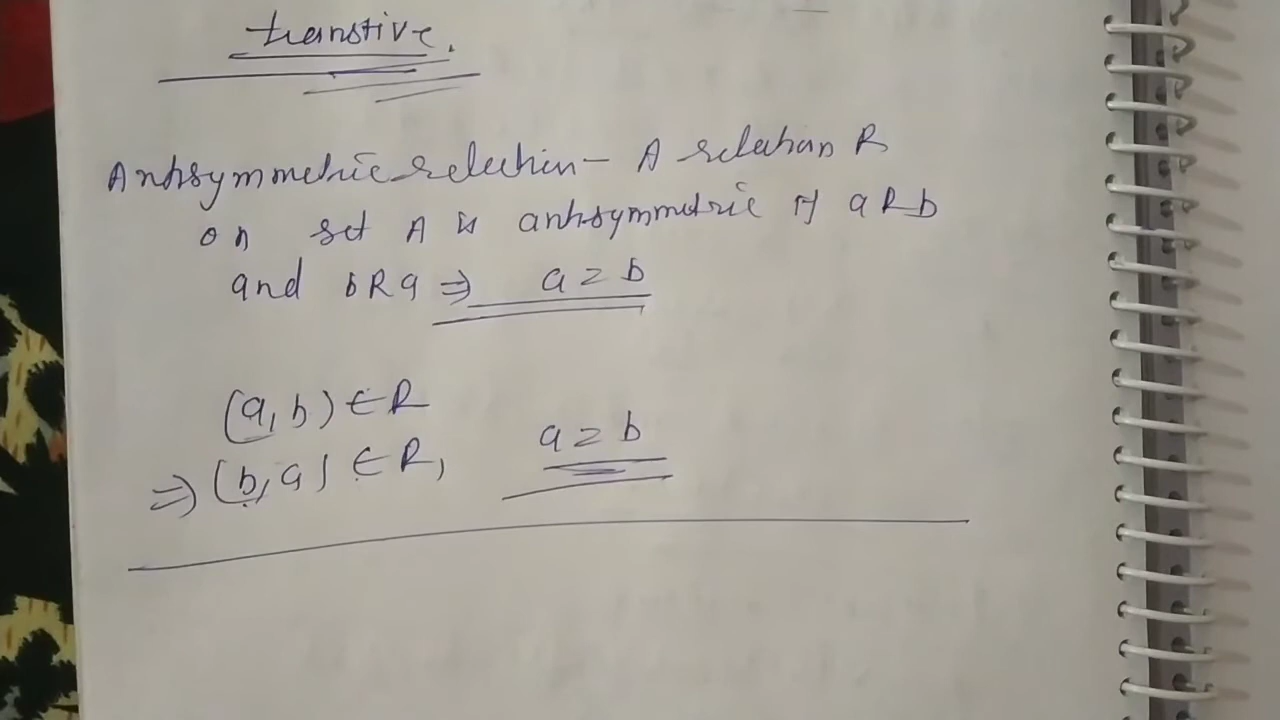 transtive.
Antisymmetric relation - A relation R
on set A is antisymmetric if aRb
and bRa ⇒ a = b
(a, b) ∈ R
⇒ (b, a) ∈ R, a = b